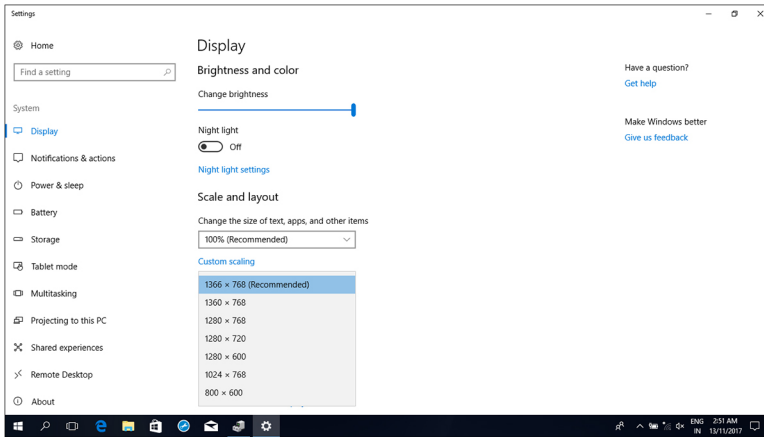 Settings
Home
Find a setting
System
Display
Notifications & actions
Power & sleep
Battery
Storage
Tablet mode
Multitasking
Projecting to this PC
Shared experiences
Remote Desktop
About
Display
Brightness and color
Change brightness
Night light
Off
Night light settings
Scale and layout
Change the size of text, apps, and other items
100% (Recommended)
Custom scaling
1366 × 768 (Recommended)
1360 × 768
1280 × 768
1280 × 720
1280 × 600
1024 × 768
800 × 600
Have a question?
Get help
Make Windows better
Give us feedback
ENG 2:51 AM
IN 13/11/2017